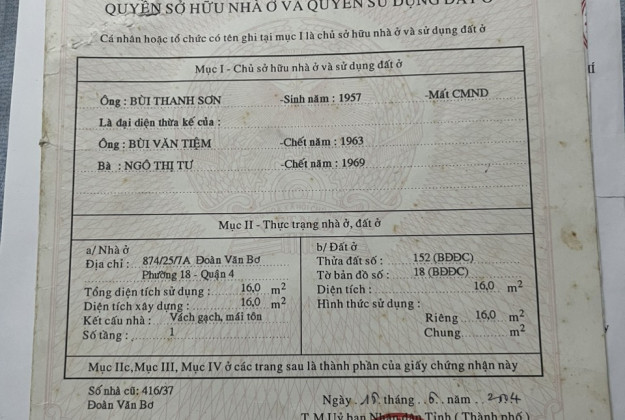 QUYỀN SỞ HỮU NHÀ Ở VÀ QUYỀN SỬ DỤNG ĐẤT Ở
Cá nhân hoặc tổ chức có tên ghi tại mục I là chủ sở hữu nhà ở và sử dụng đất ở
Mục I - Chủ sở hữu nhà ở và sử dụng đất ở
Ông : BÙI THANH SƠN -Sinh năm : 1957 -Mất CMND
Là đại diện thừa kế của :
Ông : BÙI VĂN TIỆM -Chết năm : 1963
Bà : NGÔ THỊ TƯ -Chết năm : 1969
Mục II - Thực trạng nhà ở, đất ở
a/ Nhà ở
Địa chỉ : 874/25/7A Đoàn Văn Bơ
Phường 18 - Quận 4
Tổng diện tích sử dụng : 16,0 m2
Diện tích xây dựng : 16,0 m2
Kết cấu nhà : Vách gạch, mái tôn
Số tầng : 1
b/ Đất ở
Thửa đất số : 152 (BĐĐC)
Tờ bản đồ số : 18 (BĐĐC)
Diện tích : 16,0 m2
Hình thức sử dụng :
Riêng 16,0 m2
Chung m2
Mục IIc, Mục III, Mục IV ở các trang sau là thành phần của giấy chứng nhận này
Số nhà cũ: 416/37
Đoàn Văn Bơ
Ngày 15 tháng 6 năm 2004
T.M Uỷ ban Nhân dân Tỉnh ( Thành phố )